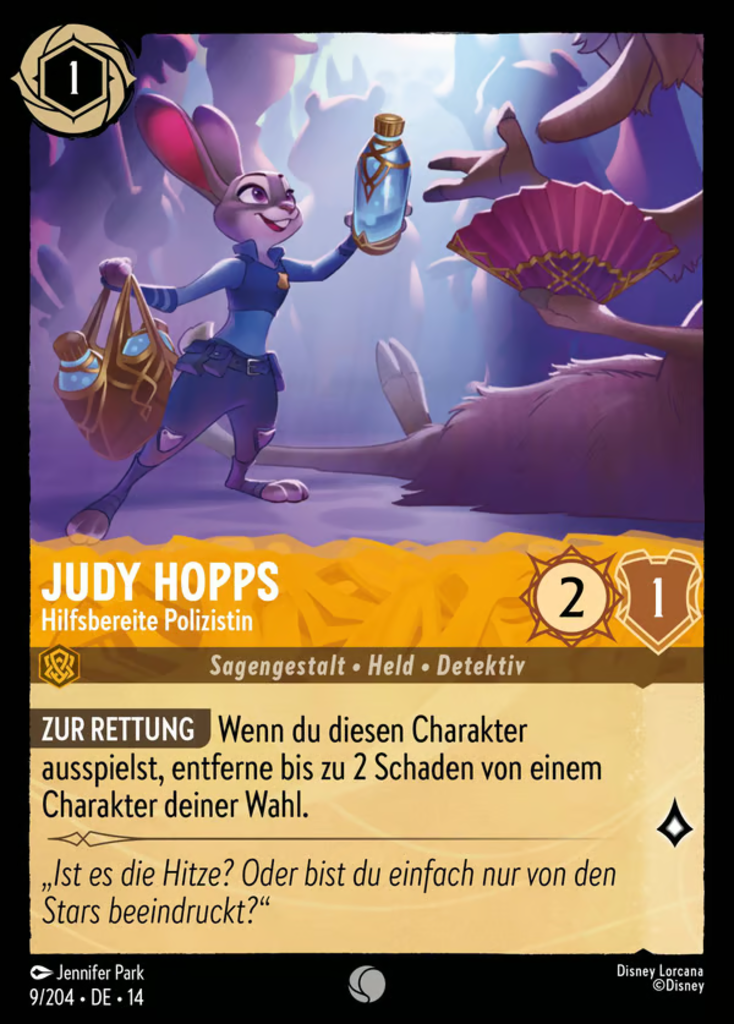 1
JUDY HOPPS
Hilfsbereite Polizistin
2
1
Sagengestalt • Held • Detektiv
ZUR RETTUNG Wenn du diesen Charakter
ausspielst, entferne bis zu 2 Schaden von einem
Charakter deiner Wahl.
„Ist es die Hitze? Oder bist du einfach nur von den
Stars beeindruckt?“
Jennifer Park
9/204 • DE • 14
Disney Lorcana
©Disney